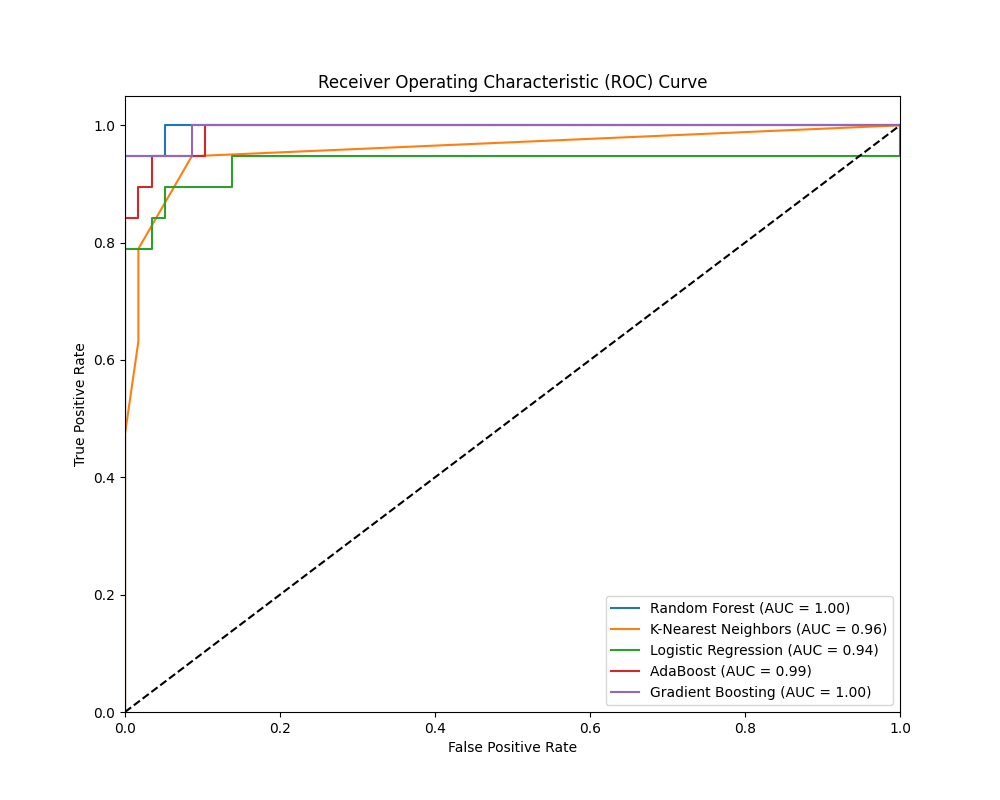 Receiver Operating Characteristic (ROC) Curve
1.0
0.8
0.6
0.4
0.2
0.0
True Positive Rate
0.0 0.2 0.4 0.6 0.8 1.0
False Positive Rate
Random Forest (AUC = 1.00)
K-Nearest Neighbors (AUC = 0.96)
Logistic Regression (AUC = 0.94)
AdaBoost (AUC = 0.99)
Gradient Boosting (AUC = 1.00)